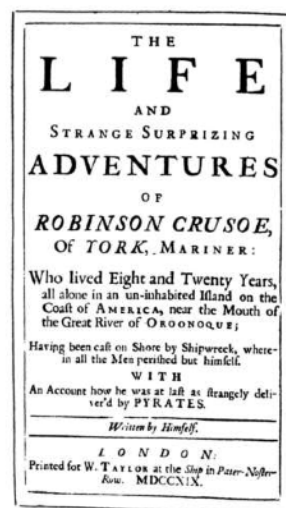 THE
LIFE
AND
STRANGE SURPRIZING
ADVENTURES
OF
ROBINSON CRUSOE,
Of YORK, MARINER:
Who lived Eight and Twenty Years,
all alone in an un-inhabited Iſland on the
Coaſt of AMERICA, near the Mouth of
the Great River of OROONOQUE;
Having been caſt on Shore by Shipwreck, where-
in all the Men periſhed but himſelf.
WITH
An Account how he was at laſt as ſtrangely deli-
ver'd by PYRATES.
Written by Himſelf.
LONDON:
Printed for W. TAYLOR at the Ship in Pater-Noſter-
Row. MDCCXIX.